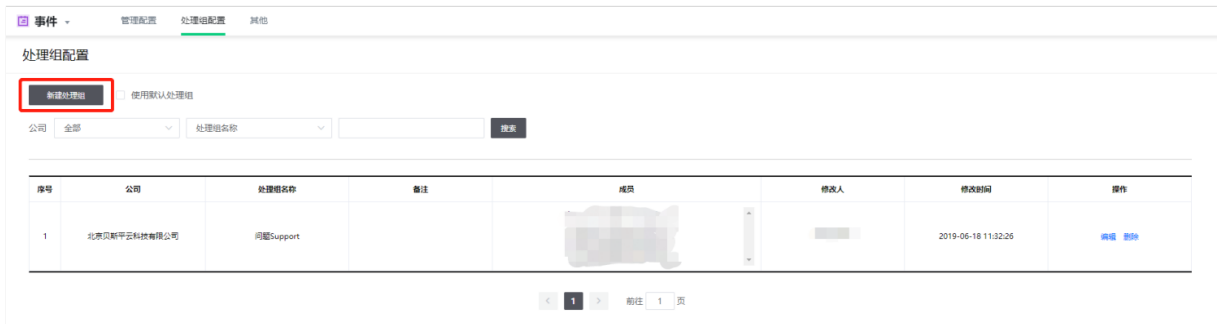 事件 管理配置 处理组配置 其他
处理组配置
新建处理组 使用默认处理组
公司 全部 处理组名称 搜索
序号 公司 处理组名称 备注 成员 修改人 修改时间 操作
1 北京贝斯平云科技有限公司 问题Support 2019-06-18 11:32:26 编辑 删除
< 1 > 前往 1 页